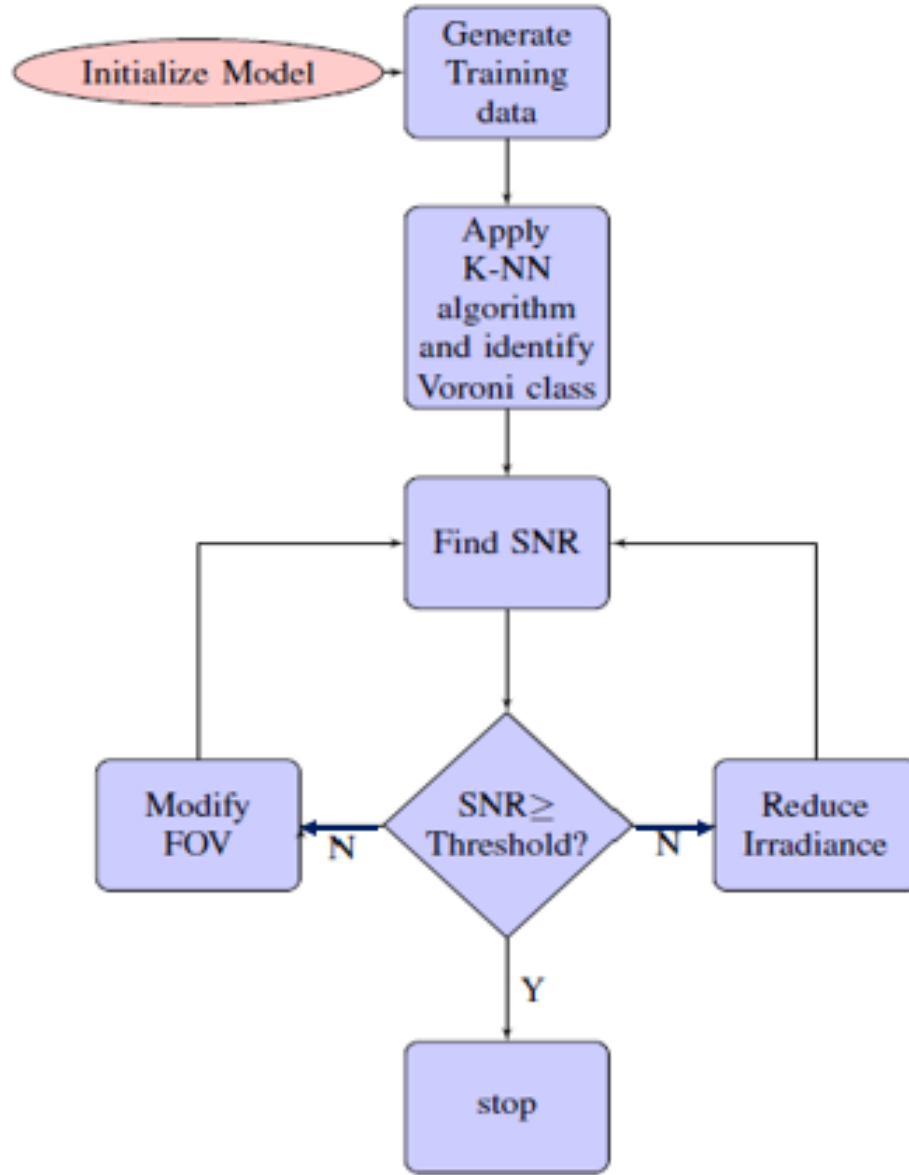 Initialize Model
Generate
Training
data
Apply
K-NN
algorithm
and identify
Voroni class
Find SNR
Modify
FOV
N
SNR≥
Threshold?
N
Reduce
Irradiance
Y
stop